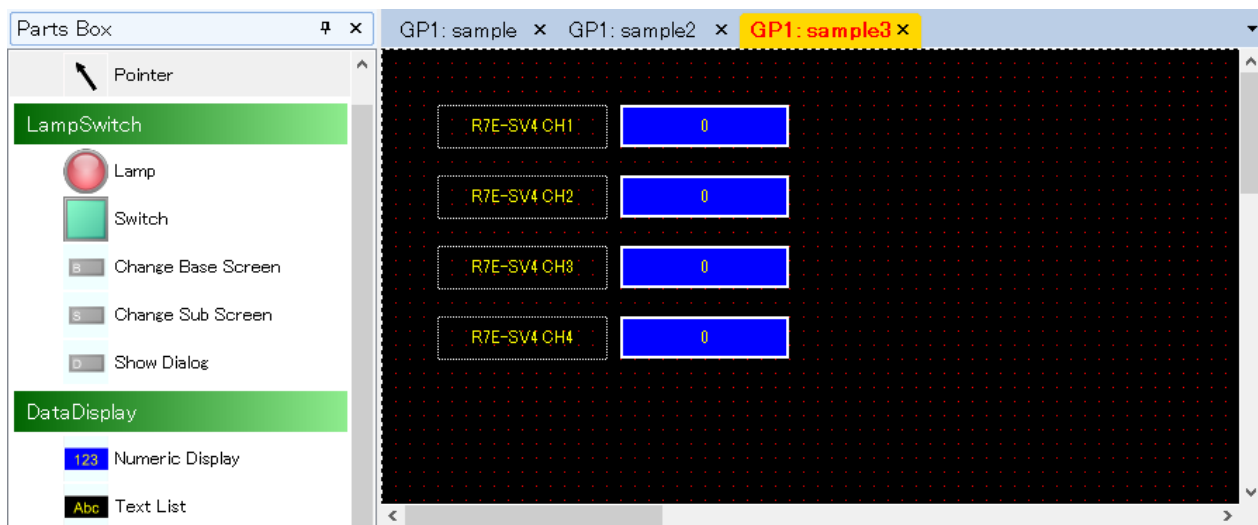 Parts Box
Pointer
LampSwitch
Lamp
Switch
B Change Base Screen
S Change Sub Screen
D Show Dialog
DataDisplay
123 Numeric Display
Abc Text List
GP1: sample × GP1: sample2 × GP1: sample3 ×
R7E-SV4 CH1 0
R7E-SV4 CH2 0
R7E-SV4 CH3 0
R7E-SV4 CH4 0